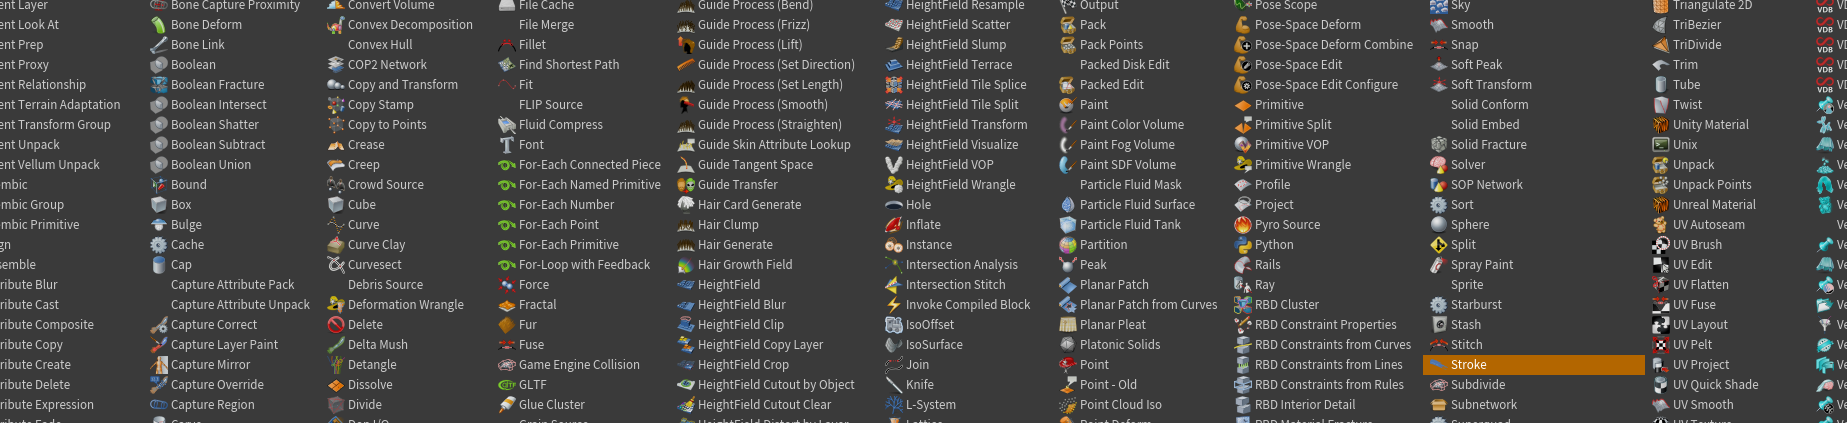 ent Layer
ent Look At
ent Prep
ent Proxy
ent Relationship
ent Terrain Adaptation
ent Transform Group
ent Unpack
ent Vellum Unpack
mbic
mbic Group
mbic Primitive
gn
semble
ribute Blur
ribute Cast
ribute Composite
ribute Copy
ribute Create
ribute Delete
ribute Expression
Bone Capture Proximity
Bone Deform
Bone Link
Boolean
Boolean Fracture
Boolean Intersect
Boolean Shatter
Boolean Subtract
Boolean Union
Bound
Box
Bulge
Cache
Cap
Capture Attribute Pack
Capture Attribute Unpack
Capture Correct
Capture Layer Paint
Capture Mirror
Capture Override
Capture Region
Convert Volume
Convex Decomposition
Convex Hull
COP2 Network
Copy and Transform
Copy Stamp
Copy to Points
Crease
Creep
Crowd Source
Cube
Curve
Curve Clay
Curvesect
Debris Source
Deformation Wrangle
Delete
Delta Mush
Detangle
Dissolve
Divide
File Cache
File Merge
Fillet
Find Shortest Path
Fit
FLIP Source
Fluid Compress
Font
For-Each Connected Piece
For-Each Named Primitive
For-Each Number
For-Each Point
For-Each Primitive
For-Loop with Feedback
Force
Fractal
Fur
Fuse
Game Engine Collision
GLTF
Glue Cluster
Guide Process (Bend)
Guide Process (Frizz)
Guide Process (Lift)
Guide Process (Set Direction)
Guide Process (Set Length)
Guide Process (Smooth)
Guide Process (Straighten)
Guide Skin Attribute Lookup
Guide Tangent Space
Guide Transfer
Hair Card Generate
Hair Clump
Hair Generate
Hair Growth Field
HeightField
HeightField Blur
HeightField Clip
HeightField Copy Layer
HeightField Crop
HeightField Cutout by Object
HeightField Cutout Clear
HeightField Resample
HeightField Scatter
HeightField Slump
HeightField Terrace
HeightField Tile Splice
HeightField Tile Split
HeightField Transform
HeightField Visualize
HeightField VOP
HeightField Wrangle
Hole
Inflate
Instance
Intersection Analysis
Intersection Stitch
Invoke Compiled Block
IsoOffset
IsoSurface
Join
Knife
L-System
Output
Pack
Pack Points
Packed Disk Edit
Packed Edit
Paint
Paint Color Volume
Paint Fog Volume
Paint SDF Volume
Particle Fluid Mask
Particle Fluid Surface
Particle Fluid Tank
Partition
Peak
Planar Patch
Planar Patch from Curves
Planar Pleat
Platonic Solids
Point
Point - Old
Point Cloud Iso
Pose Scope
Pose-Space Deform
Pose-Space Deform Combine
Pose-Space Edit
Pose-Space Edit Configure
Primitive
Primitive Split
Primitive VOP
Primitive Wrangle
Profile
Project
Pyro Source
Python
Rails
Ray
RBD Cluster
RBD Constraint Properties
RBD Constraints from Curves
RBD Constraints from Lines
RBD Constraints from Rules
RBD Interior Detail
Sky
Smooth
Snap
Soft Peak
Soft Transform
Solid Conform
Solid Embed
Solid Fracture
Solver
SOP Network
Sort
Sphere
Split
Spray Paint
Sprite
Starburst
Stash
Stitch
Stroke
Subdivide
Subnetwork
Triangulate 2D
TriBezier
TriDivide
Trim
Tube
Twist
Unity Material
Unix
Unpack
Unpack Points
Unreal Material
UV Autoseam
UV Brush
UV Edit
UV Flatten
UV Fuse
UV Layout
UV Pelt
UV Project
UV Quick Shade
UV Smooth